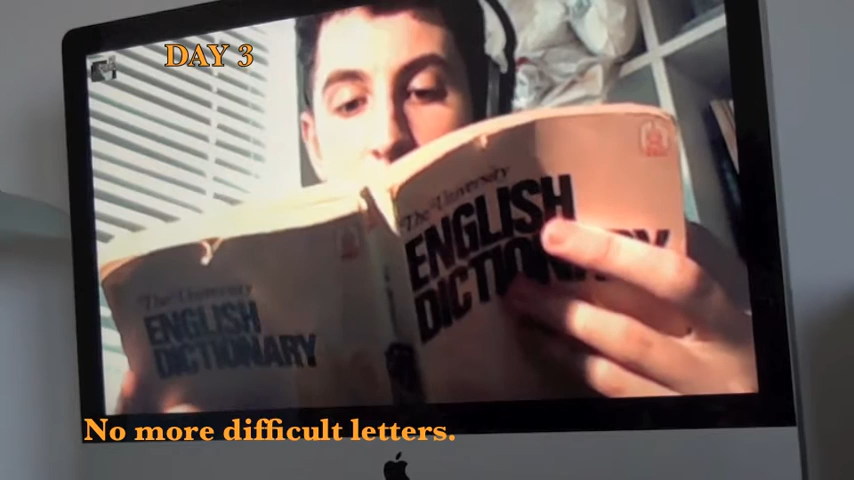 DAY 3
The University
ENGLISH
DICTIONARY
The University
ENGLISH
DICTIONARY
No more difficult letters.